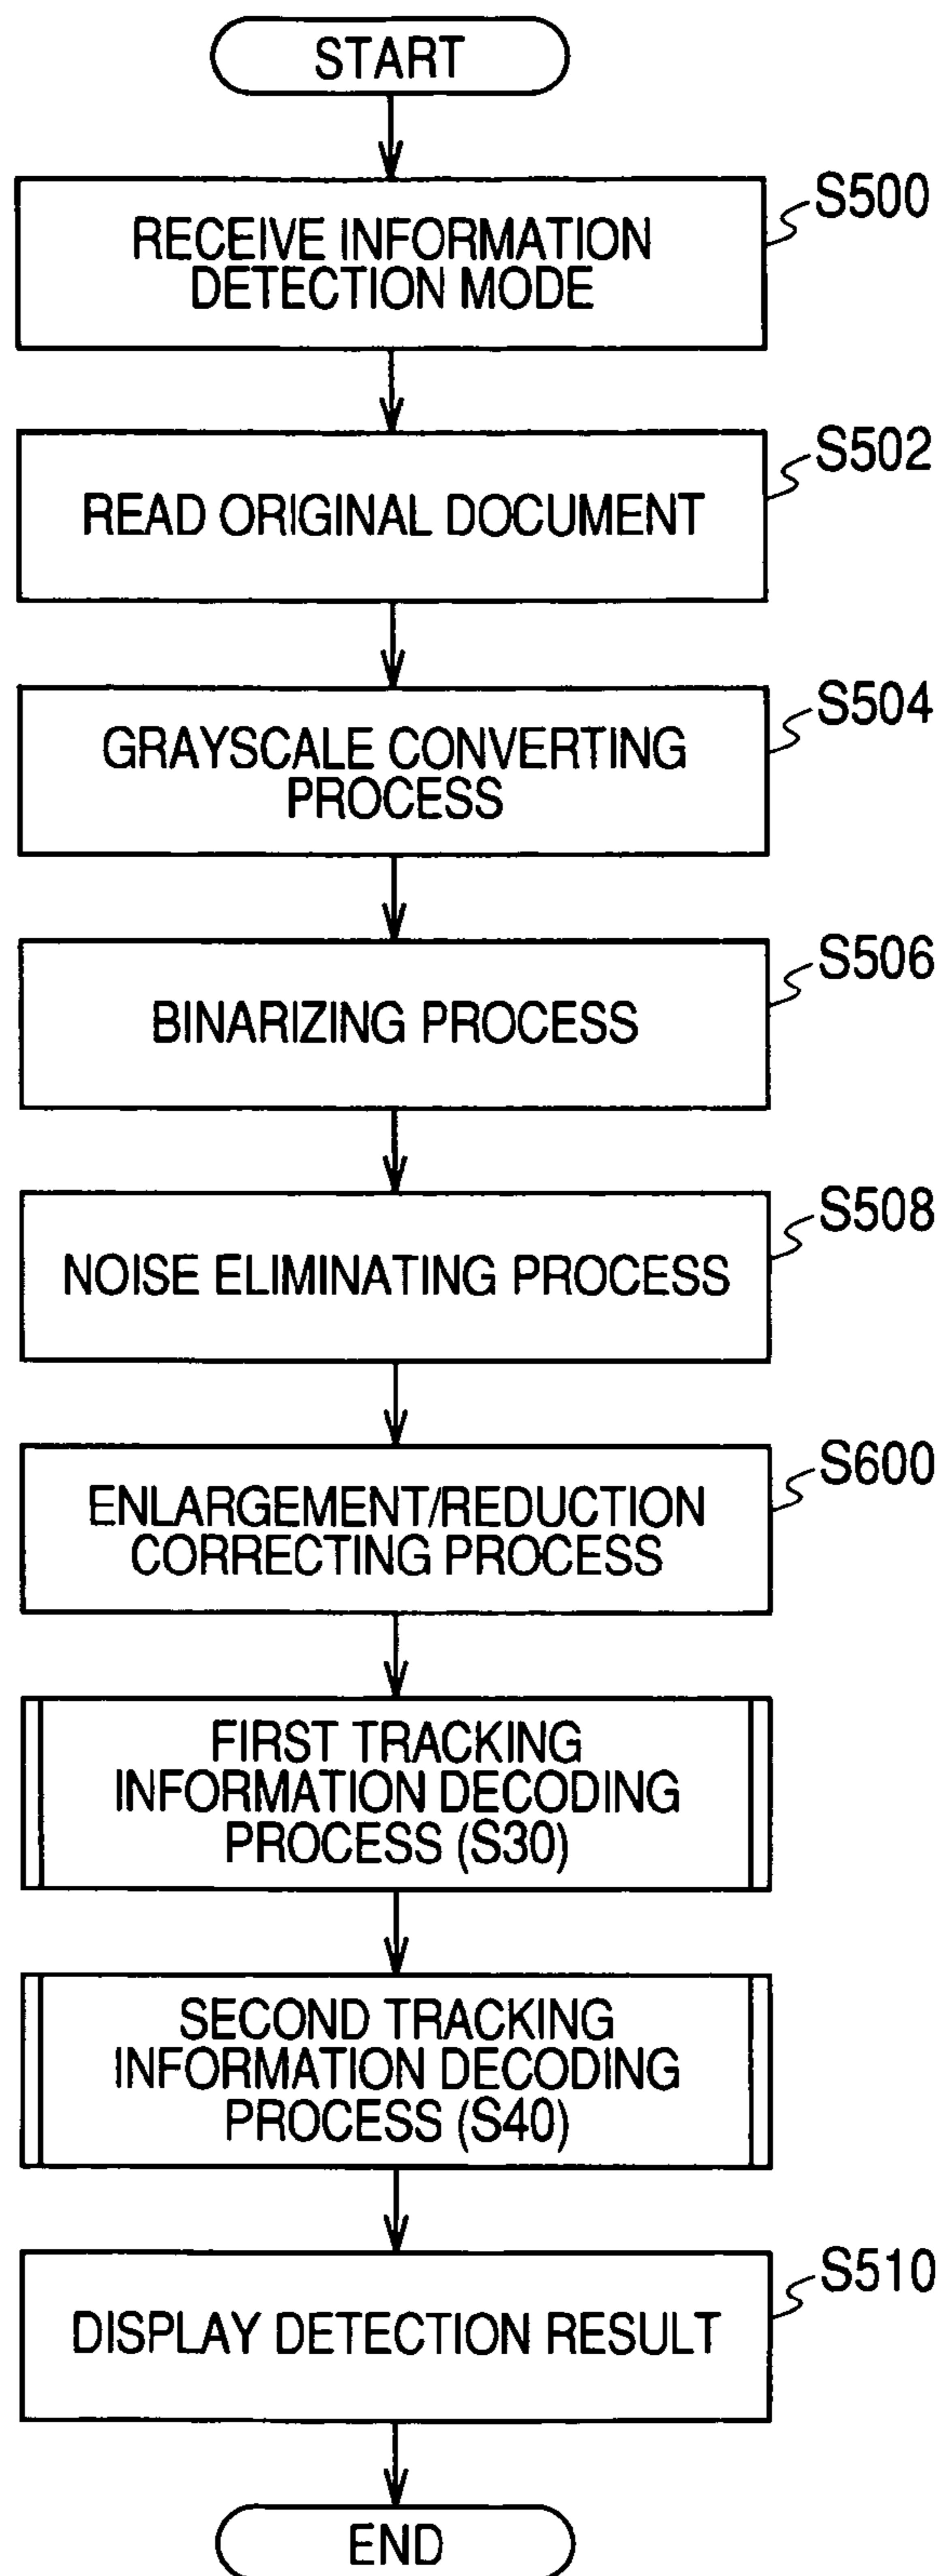 START
S500
RECEIVE INFORMATION
DETECTION MODE
S502
READ ORIGINAL DOCUMENT
S504
GRAYSCALE CONVERTING
PROCESS
S506
BINARIZING PROCESS
S508
NOISE ELIMINATING PROCESS
S600
ENLARGEMENT/REDUCTION
CORRECTING PROCESS
FIRST TRACKING
INFORMATION DECODING
PROCESS (S30)
SECOND TRACKING
INFORMATION DECODING
PROCESS (S40)
S510
DISPLAY DETECTION RESULT
END